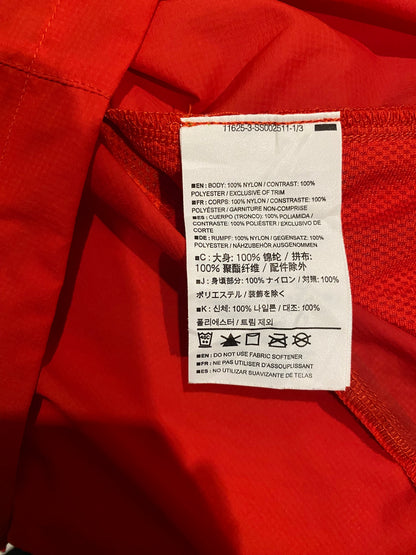 11625-3-SS002511-1/3
■EN: BODY: 100% NYLON / CONTRAST: 100%
POLYESTER / EXCLUSIVE OF TRIM
■FR: CORPS: 100% NYLON / CONSTRASTE: 100%
POLYÉSTER / GARNITURE NON-COMPRISE
■ES: CUERPO (TRONCO): 100% POLIAMIDA /
CONTRASTE: 100% POLIÉSTER / EXCLUSIVO DE
CORTE
■DE: RUMPF: 100% NYLON / GEGENSATZ: 100%
POLYESTER / NÄHZUBEHÖR AUSGENOMMEN
■C: 大身: 100% 锦纶 / 拼布:
100% 聚酯纤维 / 配件除外
■J: 身頃部分: 100% ナイロン / 対照: 100%
ポリエステル / 装飾を除く
■K: 신체: 100% 나일론 / 대조: 100%
폴리에스터 / 트림 제외
■EN: DO NOT USE FABRIC SOFTENER
■FR: NE PAS UTILISER D'ASSOUPLISSANT
■ES: NO UTILIZAR SUAVIZANTE DE TELAS